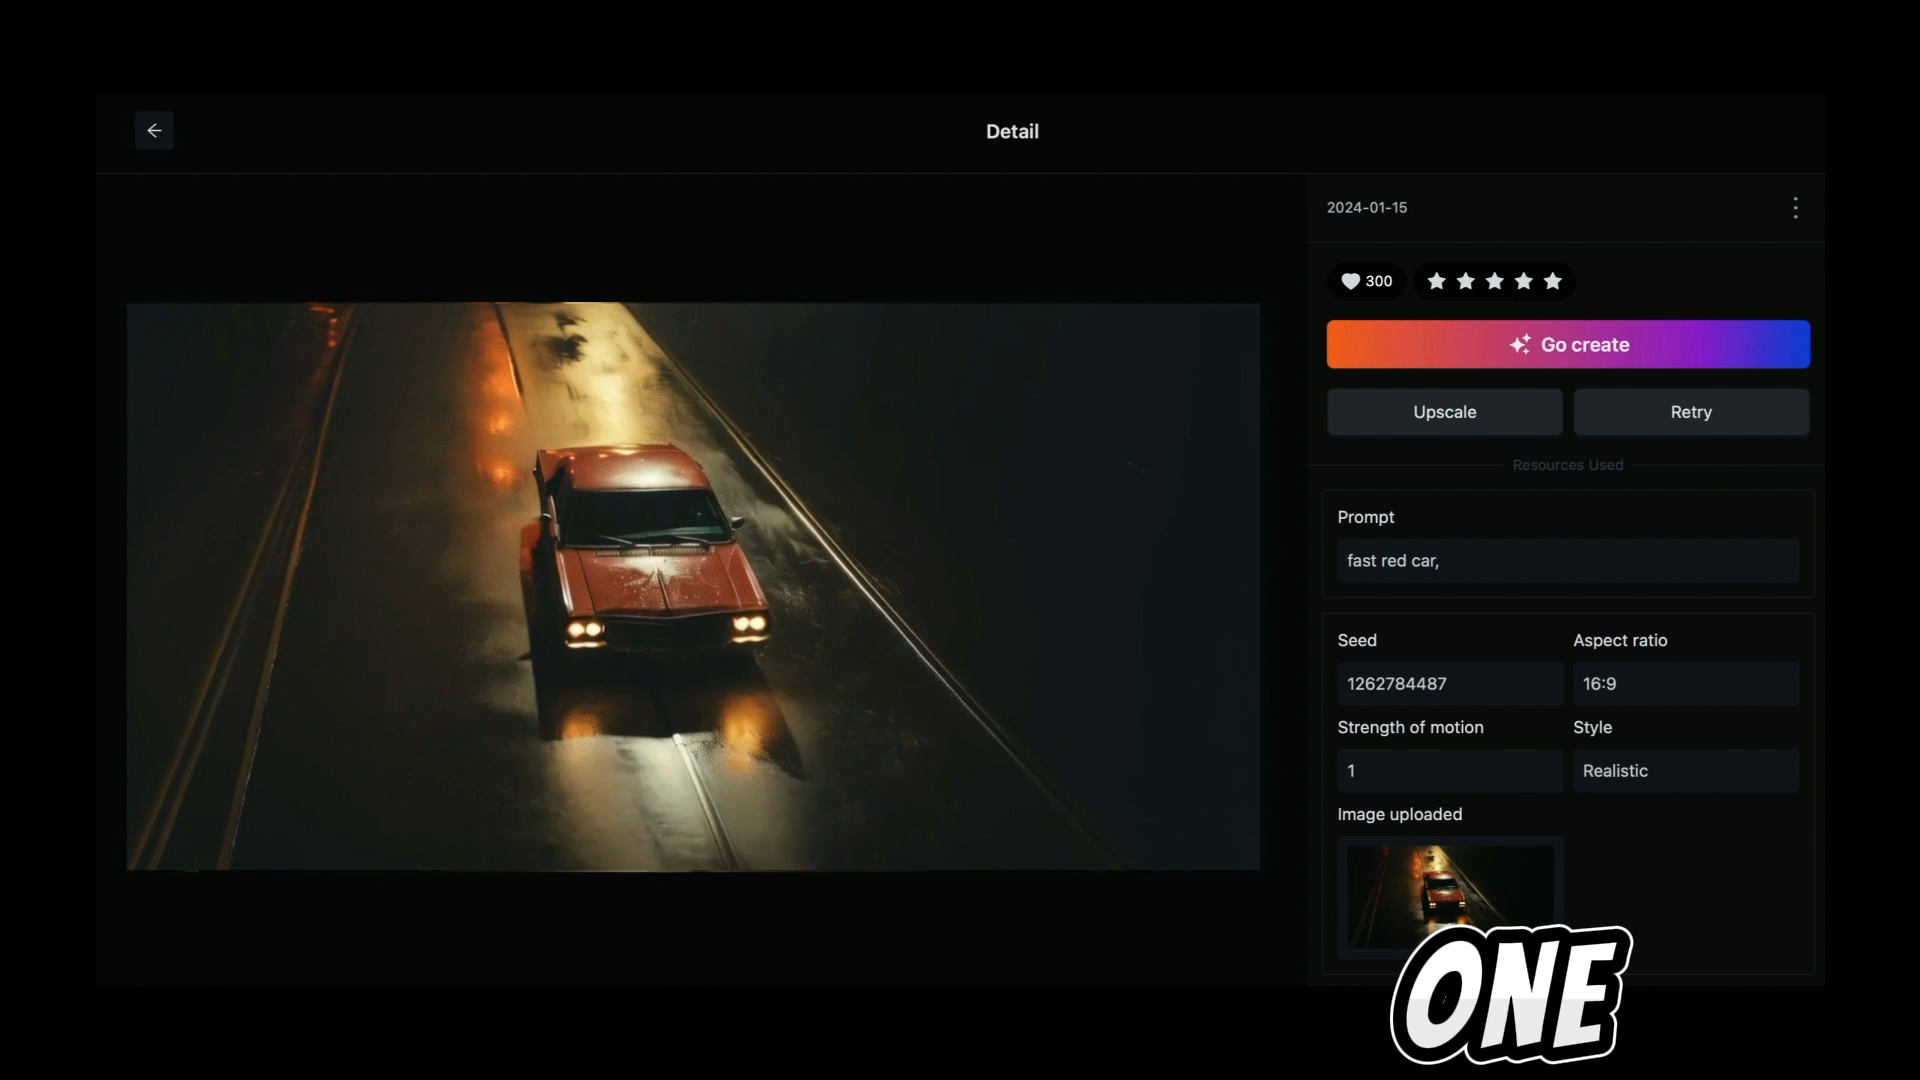 Detail
2024-01-15
300
Go create
Upscale
Retry
Resources Used
Prompt
fast red car,
Seed
Aspect ratio
1262784487
16:9
Strength of motion
Style
1
Realistic
Image uploaded
ONE